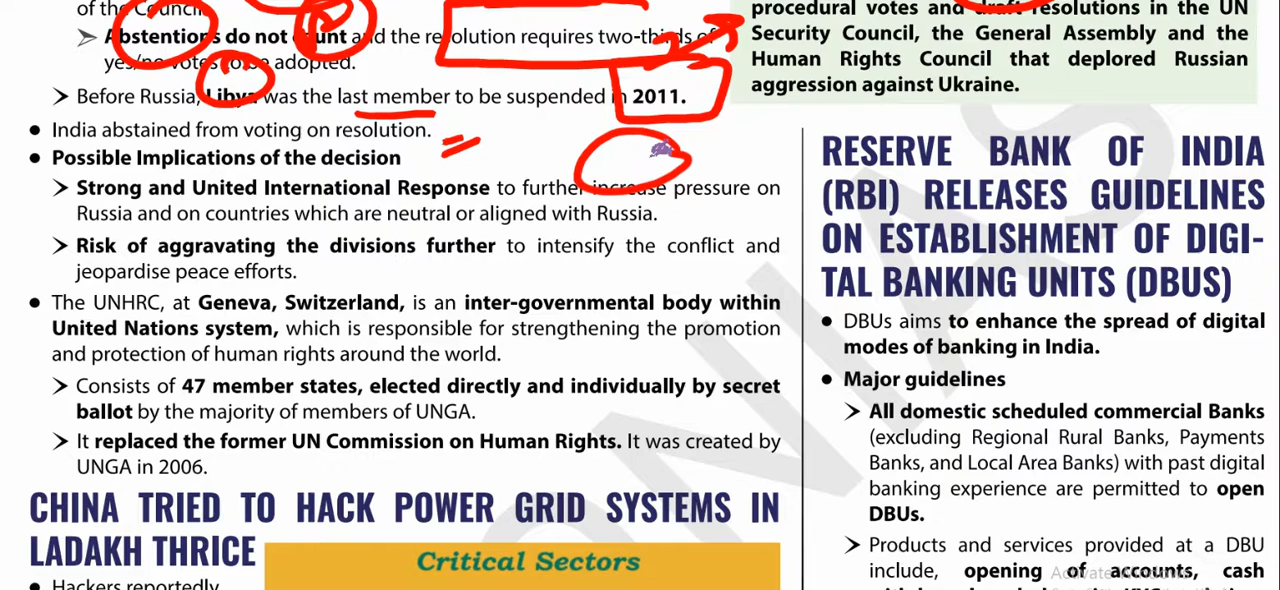 of the Council.
➤ Abstentions do not count and the resolution requires two-thirds of
yes/no votes to be adopted.
➤ Before Russia, Libya was the last member to be suspended in 2011.
● India abstained from voting on resolution.
● Possible Implications of the decision
➤ Strong and United International Response to further increase pressure on
Russia and on countries which are neutral or aligned with Russia.
➤ Risk of aggravating the divisions further to intensify the conflict and
jeopardise peace efforts.
● The UNHRC, at Geneva, Switzerland, is an inter-governmental body within
United Nations system, which is responsible for strengthening the promotion
and protection of human rights around the world.
➤ Consists of 47 member states, elected directly and individually by secret
ballot by the majority of members of UNGA.
➤ It replaced the former UN Commission on Human Rights. It was created by
UNGA in 2006.
CHINA TRIED TO HACK POWER GRID SYSTEMS IN
LADAKH THRICE
Critical Sectors
● Hackers reportedly
procedural votes and draft resolutions in the UN
Security Council, the General Assembly and the
Human Rights Council that deplored Russian
aggression against Ukraine.
RESERVE BANK OF INDIA
(RBI) RELEASES GUIDELINES
ON ESTABLISHMENT OF DIGI-
TAL BANKING UNITS (DBUS)
● DBUs aims to enhance the spread of digital
modes of banking in India.
● Major guidelines
➤ All domestic scheduled commercial Banks
(excluding Regional Rural Banks, Payments
Banks, and Local Area Banks) with past digital
banking experience are permitted to open
DBUs.
➤ Products and services provided at a DBU
include, opening of accounts, cash
Activate Windows